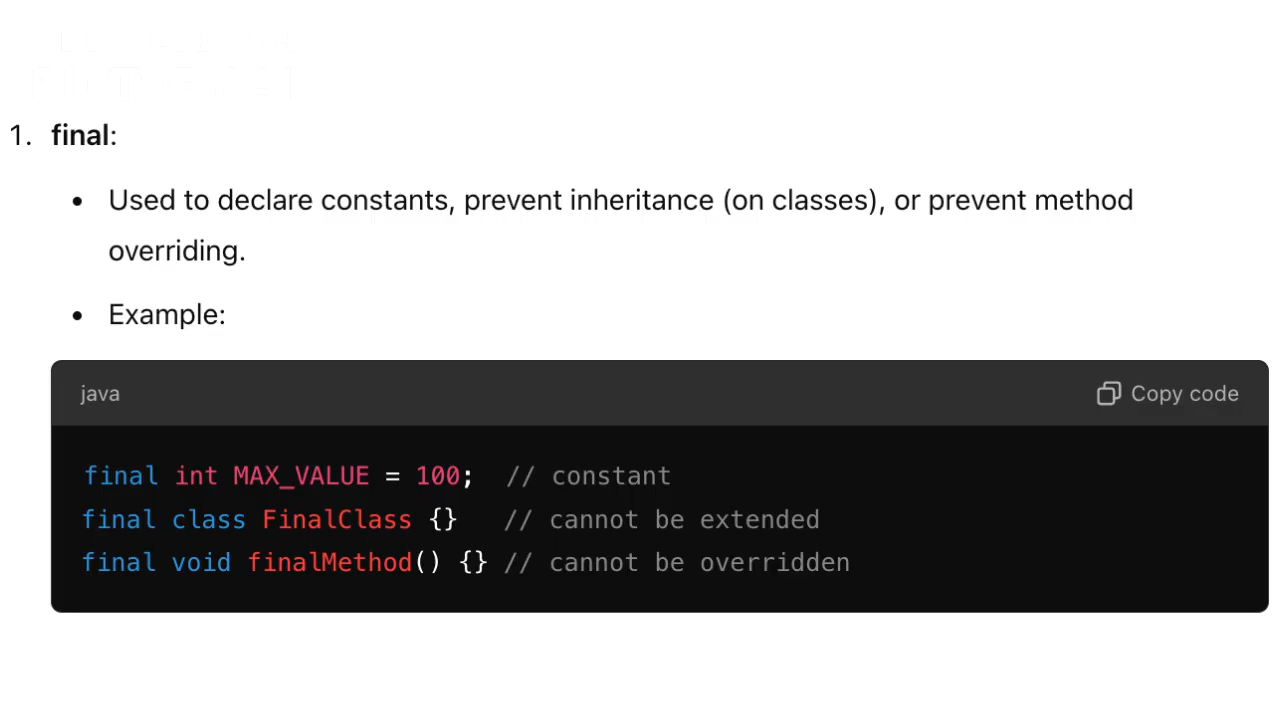 1. final:
• Used to declare constants, prevent inheritance (on classes), or prevent method
overriding.
• Example:
java Copy code
final int MAX_VALUE = 100;  // constant
final class FinalClass {}   // cannot be extended
final void finalMethod() {} // cannot be overridden